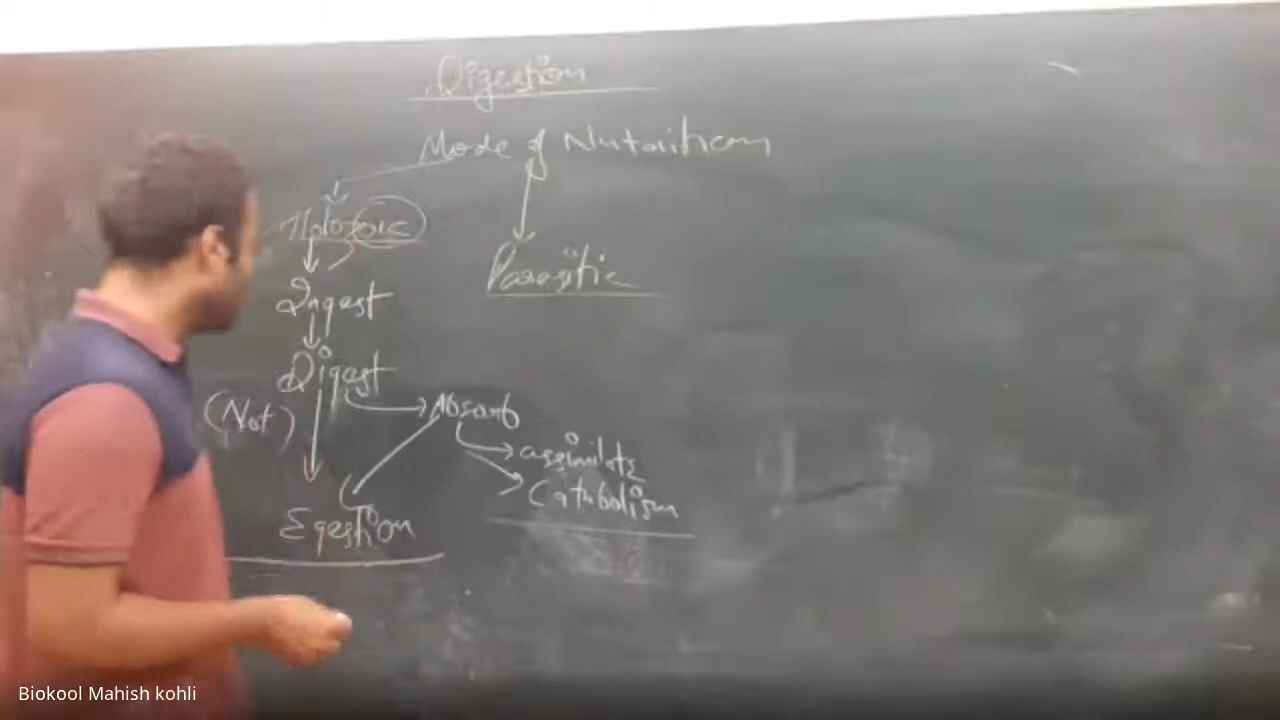 Digestion
Mode of Nutrition
Holozoic
Parasitic
Ingest
Digest
(Not)
Absorb
assimilate
Catabolism
Egestion
Biokool Mahish kohli